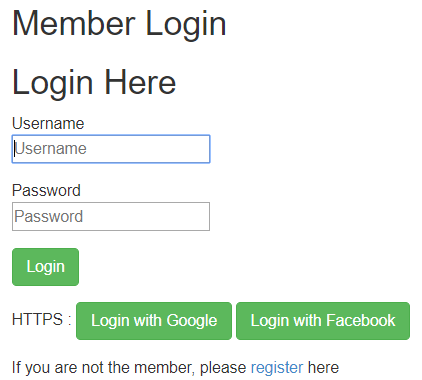 Member Login
Login Here
Username
Username
Password
Password
Login
HTTPS : Login with Google Login with Facebook
If you are not the member, please register here